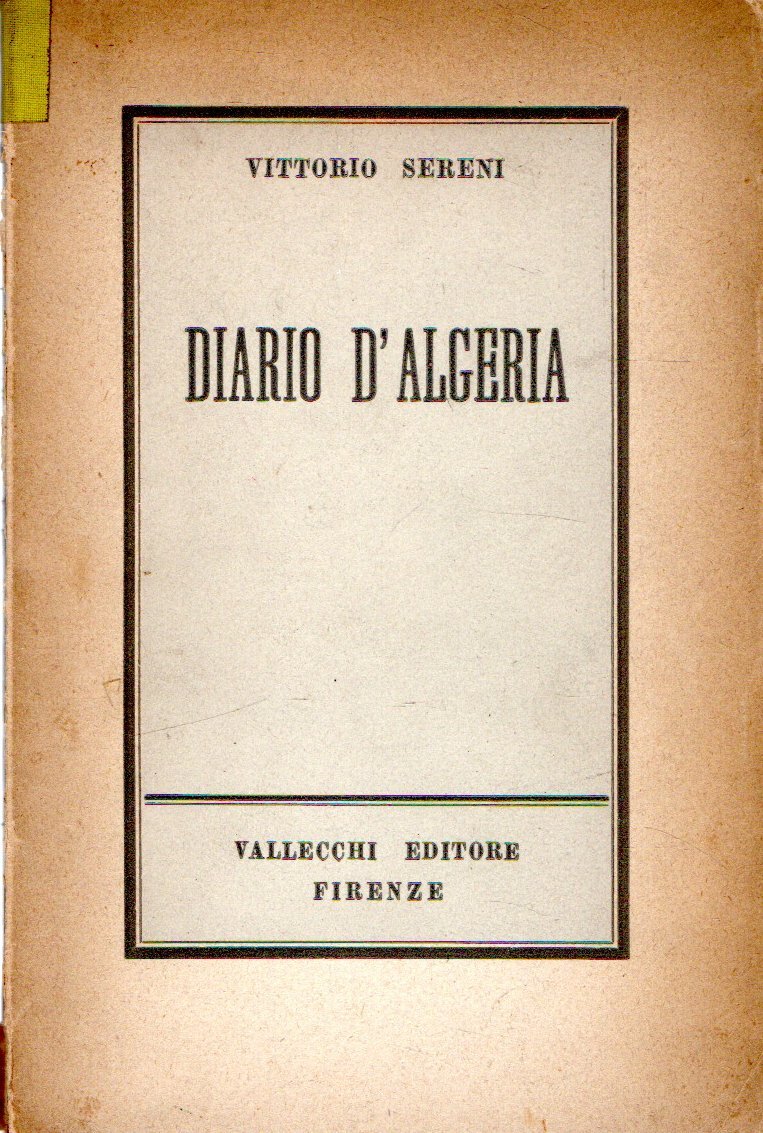 VITTORIO SERENI
DIARIO D'ALGERIA
VALLECCHI EDITORE
FIRENZE